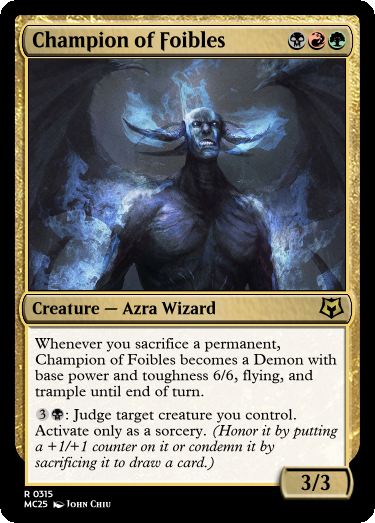 Champion of Foibles
Creature — Azra Wizard
Whenever you sacrifice a permanent,
Champion of Foibles becomes a Demon with
base power and toughness 6/6, flying, and
trample until end of turn.
3: Judge target creature you control.
Activate only as a sorcery. (Honor it by putting
a +1/+1 counter on it or condemn it by
sacrificing it to draw a card.)
3/3
R 0315
MC25 John Chiu